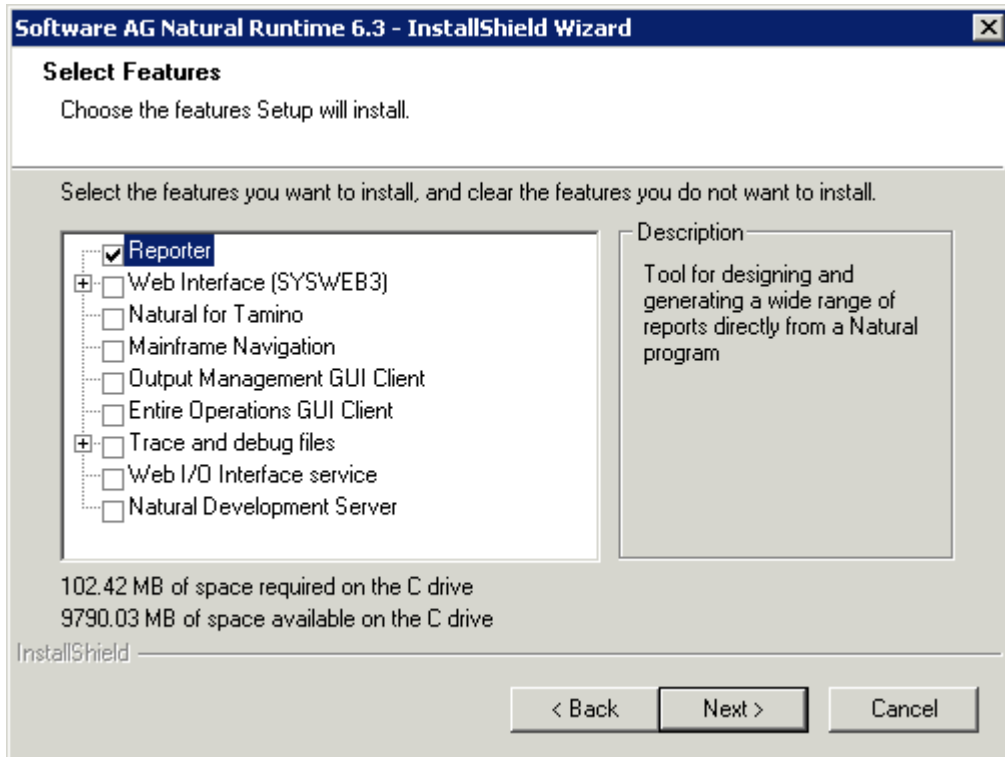 Software AG Natural Runtime 6.3 - InstallShield Wizard
Select Features
Choose the features Setup will install.
Select the features you want to install, and clear the features you do not want to install.
Reporter
Web Interface (SYSWEB3)
Natural for Tamino
Mainframe Navigation
Output Management GUI Client
Entire Operations GUI Client
Trace and debug files
Web I/O Interface service
Natural Development Server
Description
Tool for designing and
generating a wide range of
reports directly from a Natural
program
102.42 MB of space required on the C drive
9790.03 MB of space available on the C drive
InstallShield
< Back
Next >
Cancel